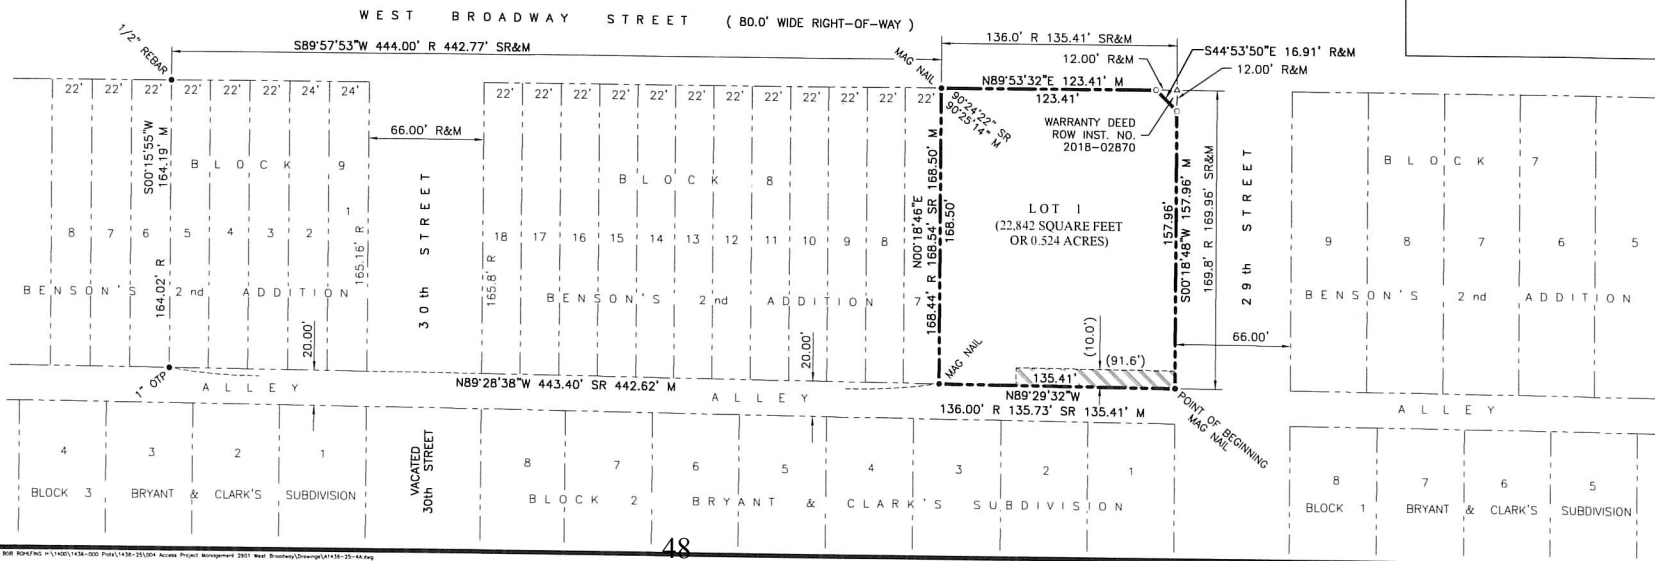 WEST BROADWAY STREET (80.0' WIDE RIGHT-OF-WAY)
1/2" REBAR
S89°57'53"W 444.00' R 442.77' SR&M
MAG NAIL
136.0' R 135.41' SR&M
12.00' R&M
S44°53'50"E 16.91' R&M
12.00' R&M
N89°53'32"E 123.41' M
123.41'
90°24'22" SR
90°25'14" M
WARRANTY DEED
ROW INST. NO.
2018-02870
22' 22' 22' 22' 22' 22' 24' 24'
66.00' R&M
22' 22' 22' 22' 22' 22' 22' 22' 22' 22' 22' 22'
S00°15'55"W
164.19' M
164.02' R
BLOCK 9
8 7 6 5 4 3 2 1
165.16' R
BENSON'S 2nd ADDITION
20.00'
30th STREET
165.8' R
BLOCK 8
18 17 16 15 14 13 12 11 10 9 8 7
BENSON'S 2nd ADDITION
20.00'
N00°18'46"E
168.44' R 168.54' SR 168.50' M
168.50'
LOT 1
(22,842 SQUARE FEET
OR 0.524 ACRES)
157.96'
S00°18'48"W 157.96' M
169.8' R 169.96' SR&M
29th STREET
66.00'
BLOCK 7
9 8 7 6 5
BENSON'S 2nd ADDITION
(10.0')
(91.6')
135.41'
MAG NAIL
1" OTP
ALLEY
N89°28'38"W 443.40' SR 442.62' M
ALLEY
N89°29'32"W
136.00' R 135.73' SR 135.41' M
POINT OF BEGINNING
MAG NAIL
ALLEY
4 3 2 1
BLOCK 3 BRYANT & CLARK'S SUBDIVISION
VACATED
30th STREET
8 7 6 5 4 3 2 1
BLOCK 2 BRYANT & CLARK'S SUBDIVISION
8 7 6 5
BLOCK 1 BRYANT & CLARK'S SUBDIVISION
48